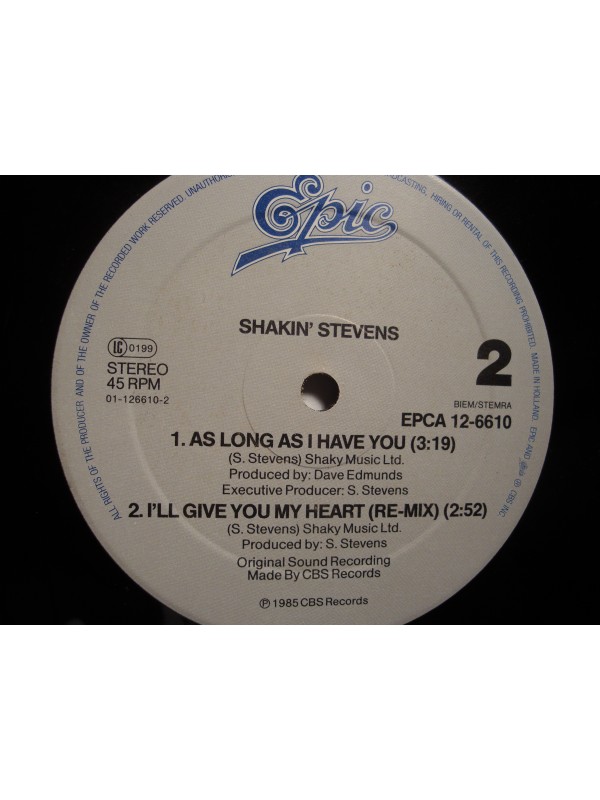 ALL RIGHTS OF THE PRODUCER AND OF THE OWNER OF THE RECORDED WORK RESERVED. UNAUTHORIS
CASTING, HIRING OR RENTAL OF THIS RECORDING PROHIBITED. MADE IN HOLLAND. EPIC AND
℗ CBS INC.
Epic
SHAKIN' STEVENS
LC 0199
STEREO
45 RPM
01-126610-2
2
BIEM/STEMRA
EPCA 12-6610
1. AS LONG AS I HAVE YOU (3:19)
(S. Stevens) Shaky Music Ltd.
Produced by: Dave Edmunds
Executive Producer: S. Stevens
2. I'LL GIVE YOU MY HEART (RE-MIX) (2:52)
(S. Stevens) Shaky Music Ltd.
Produced by: S. Stevens
Original Sound Recording
Made By CBS Records
℗ 1985 CBS Records